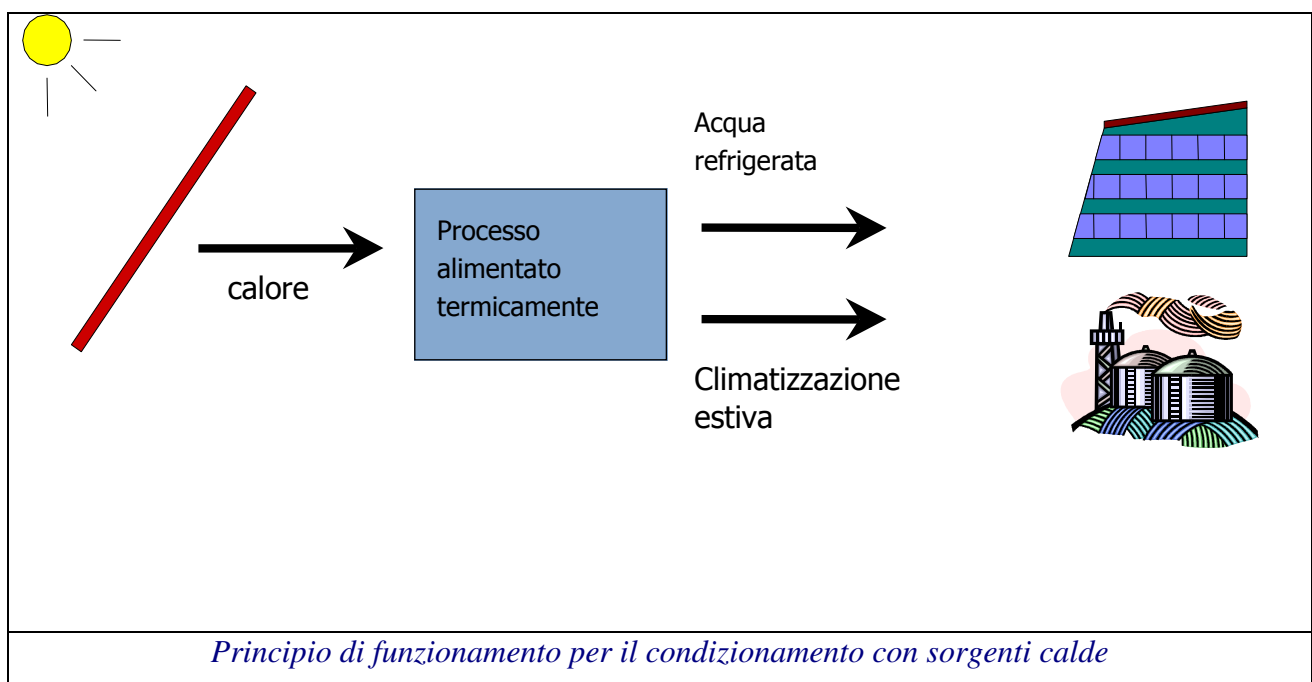 calore
Processo
alimentato
termicamente
Acqua
refrigerata
Climatizzazione
estiva
Principio di funzionamento per il condizionamento con sorgenti calde